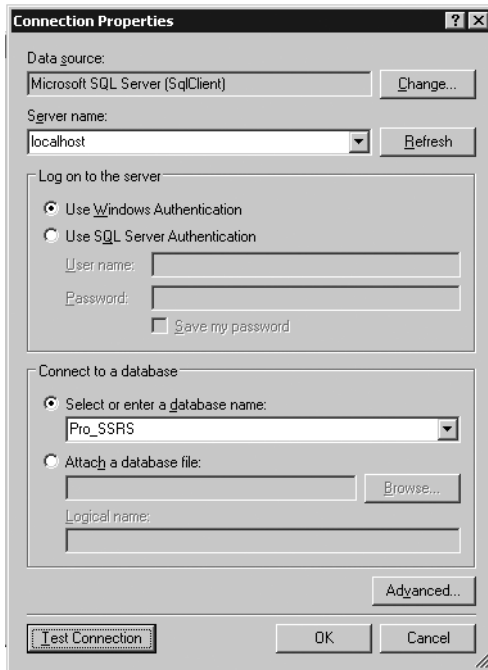 Connection Properties
Data source:
Microsoft SQL Server (SqlClient)
Change...
Server name:
localhost
Refresh
Log on to the server
Use Windows Authentication
Use SQL Server Authentication
User name:
Password:
Save my password
Connect to a database
Select or enter a database name:
Pro_SSRS
Attach a database file:
Browse...
Logical name:
Advanced...
Test Connection
OK
Cancel